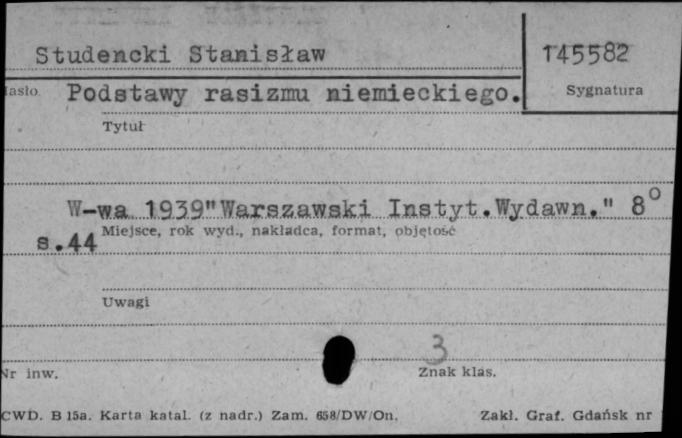 Studencki Stanisław
145582
Hasło. Podstawy rasizmu niemieckiego.
Sygnatura
Tytuł
W-wa 1939"Warszawski Instyt.Wydawn." 8°
Miejsce, rok wyd., nakładca, format, objętość
s.44
Uwagi
3
Nr inw.
Znak klas.
CWD. B 15a. Karta katal. (z nadr.) Zam. 658/DW/On. Zakł. Graf. Gdańsk nr